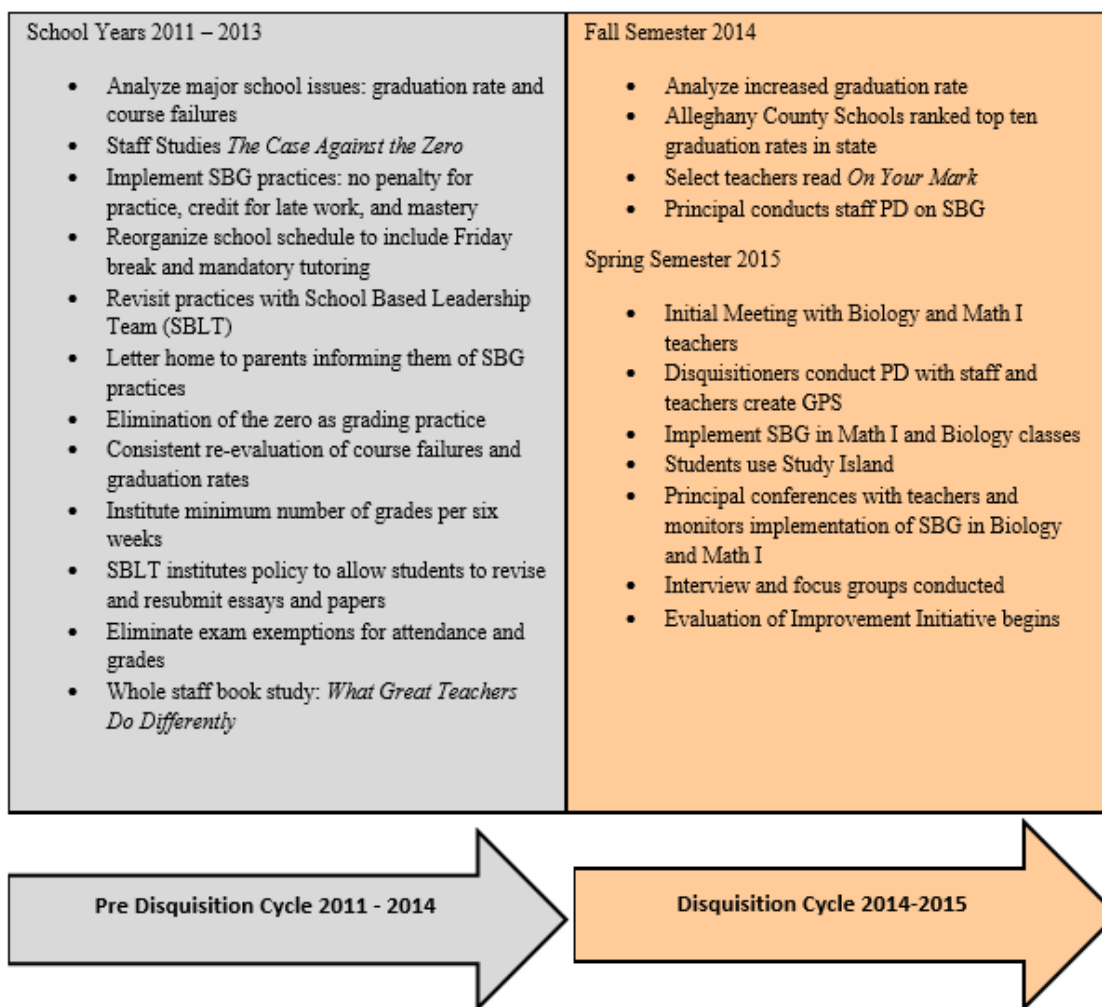 School Years 2011 – 2013
• Analyze major school issues: graduation rate and
course failures
• Staff Studies The Case Against the Zero
• Implement SBG practices: no penalty for
practice, credit for late work, and mastery
• Reorganize school schedule to include Friday
break and mandatory tutoring
• Revisit practices with School Based Leadership
Team (SBLT)
• Letter home to parents informing them of SBG
practices
• Elimination of the zero as grading practice
• Consistent re-evaluation of course failures and
graduation rates
• Institute minimum number of grades per six
weeks
• SBLT institutes policy to allow students to revise
and resubmit essays and papers
• Eliminate exam exemptions for attendance and
grades
• Whole staff book study: What Great Teachers
Do Differently
Fall Semester 2014
• Analyze increased graduation rate
• Alleghany County Schools ranked top ten
graduation rates in state
• Select teachers read On Your Mark
• Principal conducts staff PD on SBG
Spring Semester 2015
• Initial Meeting with Biology and Math I
teachers
• Disquisitioners conduct PD with staff and
teachers create GPS
• Implement SBG in Math I and Biology classes
• Students use Study Island
• Principal conferences with teachers and
monitors implementation of SBG in Biology
and Math I
• Interview and focus groups conducted
• Evaluation of Improvement Initiative begins
Pre Disquisition Cycle 2011 - 2014
Disquisition Cycle 2014-2015